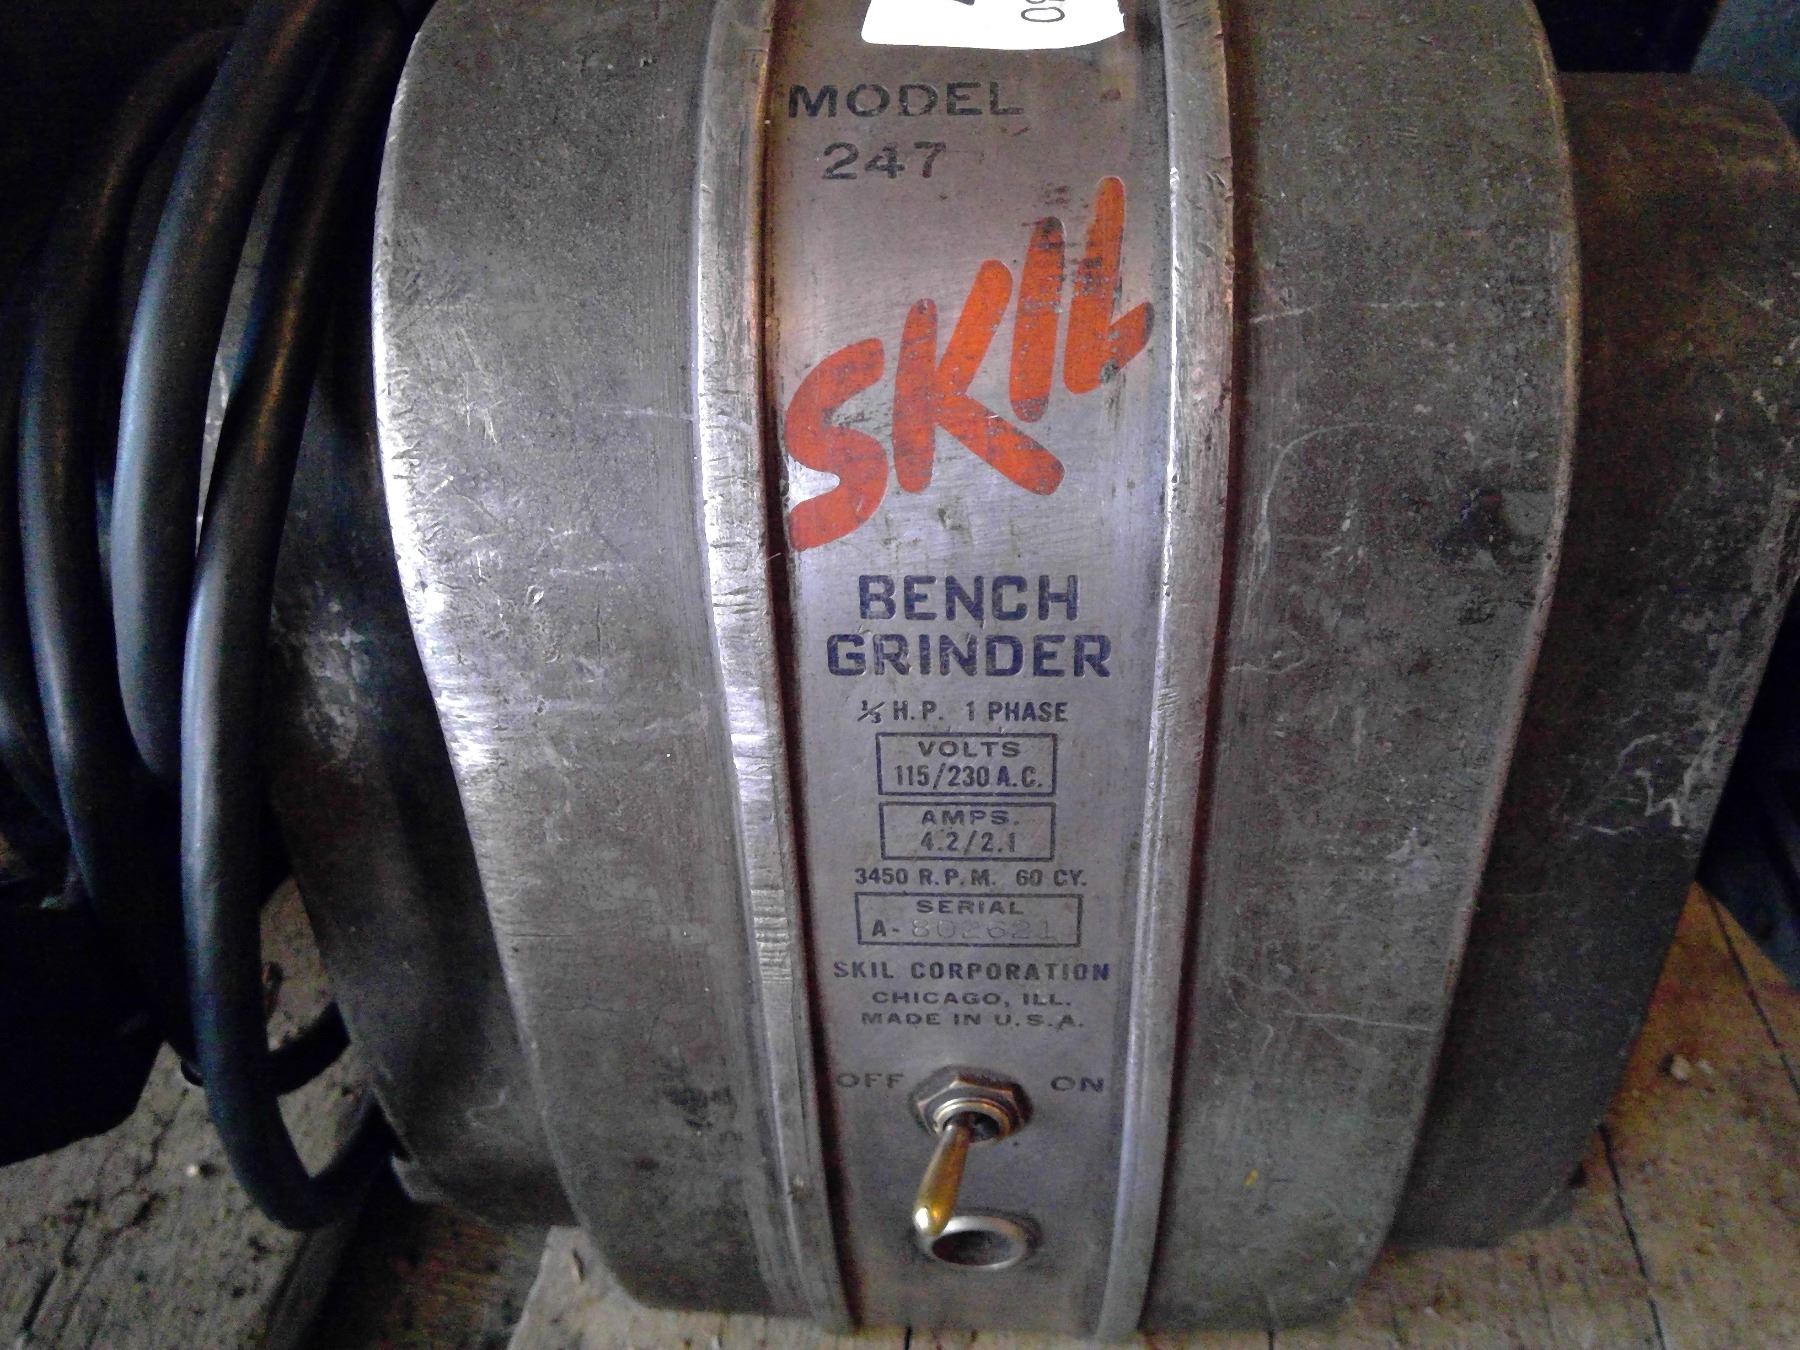 80
MODEL
247
SKIL
BENCH
GRINDER
⅓ H.P. 1 PHASE
VOLTS
115/230 A.C.
AMPS.
4.2/2.1
3450 R.P.M. 60 CY.
SERIAL
A-802621
SKIL CORPORATION
CHICAGO, ILL.
MADE IN U.S.A.
OFF ON